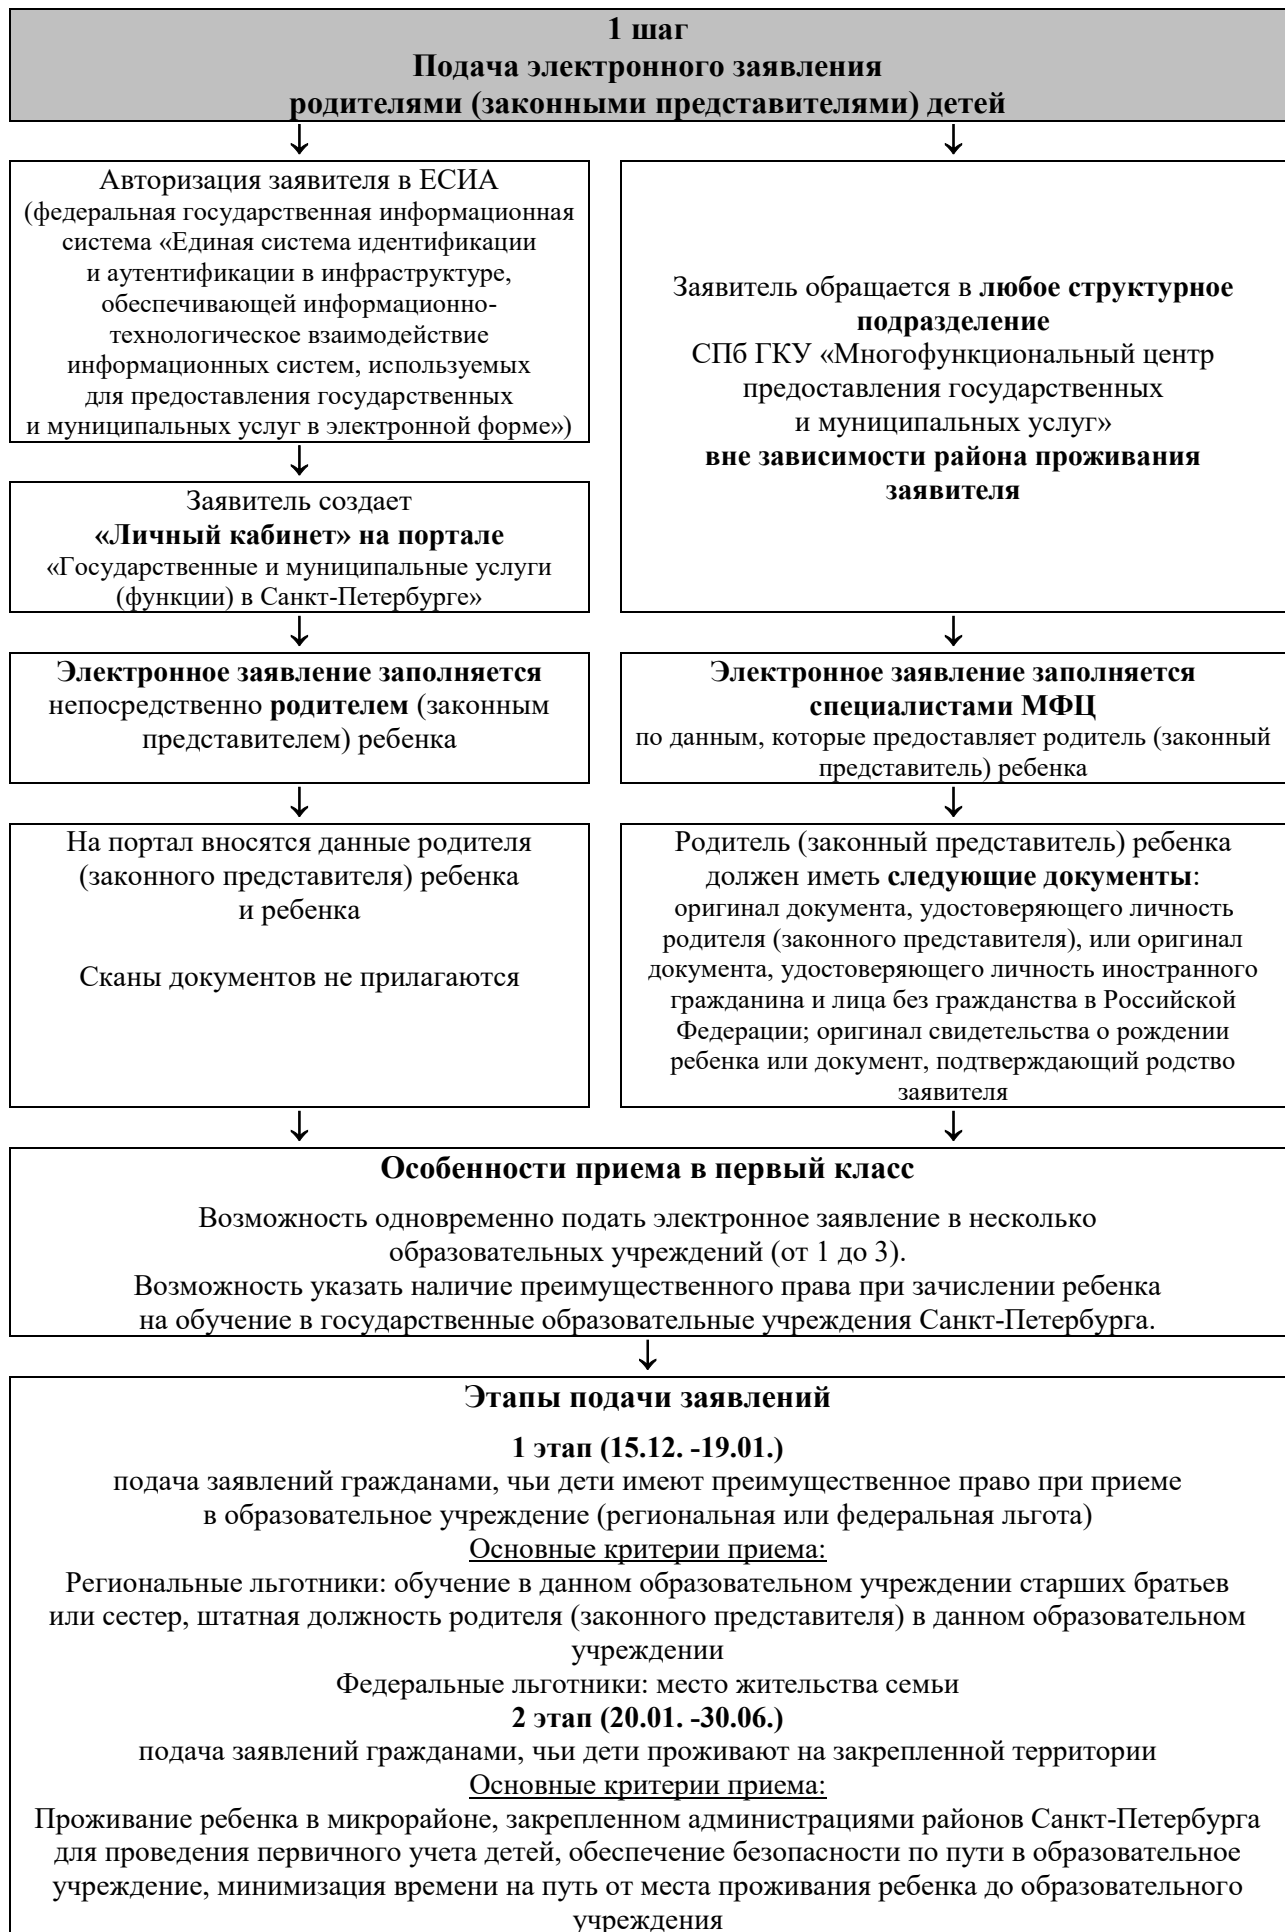 1 шаг
Подача электронного заявления
родителями (законными представителями) детей
↓
↓
Авторизация заявителя в ЕСИА
(федеральная государственная информационная
система «Единая система идентификации
и аутентификации в инфраструктуре,
обеспечивающей информационно-
технологическое взаимодействие
информационных систем, используемых
для предоставления государственных
и муниципальных услуг в электронной форме»)
↓
Заявитель создает
«Личный кабинет» на портале
«Государственные и муниципальные услуги
(функции) в Санкт-Петербурге»
Заявитель обращается в любое структурное
подразделение
СПб ГКУ «Многофункциональный центр
предоставления государственных
и муниципальных услуг»
вне зависимости района проживания
заявителя
↓
↓
Электронное заявление заполняется
непосредственно родителем (законным
представителем) ребенка
Электронное заявление заполняется
специалистами МФЦ
по данным, которые предоставляет родитель (законный
представитель) ребенка
↓
↓
На портал вносятся данные родителя
(законного представителя) ребенка
и ребенка
Сканы документов не прилагаются
Родитель (законный представитель) ребенка
должен иметь следующие документы:
оригинал документа, удостоверяющего личность
родителя (законного представителя), или оригинал
документа, удостоверяющего личность иностранного
гражданина и лица без гражданства в Российской
Федерации; оригинал свидетельства о рождении
ребенка или документ, подтверждающий родство
заявителя
↓
↓
Особенности приема в первый класс
Возможность одновременно подать электронное заявление в несколько
образовательных учреждений (от 1 до 3).
Возможность указать наличие преимущественного права при зачислении ребенка
на обучение в государственные образовательные учреждения Санкт-Петербурга.
↓
Этапы подачи заявлений
1 этап (15.12. -19.01.)
подача заявлений гражданами, чьи дети имеют преимущественное право при приеме
в образовательное учреждение (региональная или федеральная льгота)
Основные критерии приема:
Региональные льготники: обучение в данном образовательном учреждении старших братьев
или сестер, штатная должность родителя (законного представителя) в данном образовательном
учреждении
Федеральные льготники: место жительства семьи
2 этап (20.01. -30.06.)
подача заявлений гражданами, чьи дети проживают на закрепленной территории
Основные критерии приема:
Проживание ребенка в микрорайоне, закрепленном администрациями районов Санкт-Петербурга
для проведения первичного учета детей, обеспечение безопасности по пути в образовательное
учреждение, минимизация времени на путь от места проживания ребенка до образовательного
учреждения